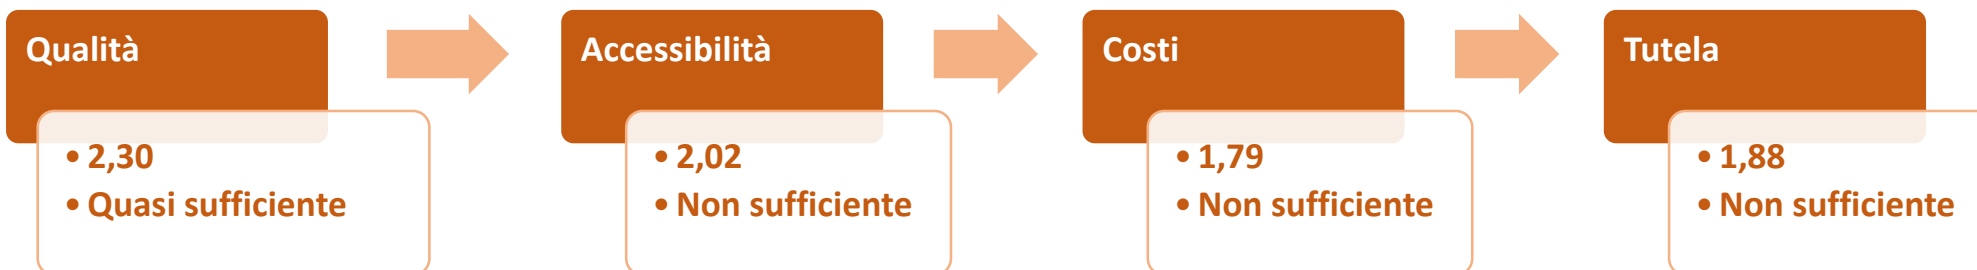 Qualità
• 2,30
• Quasi sufficiente
Accessibilità
• 2,02
• Non sufficiente
Costi
• 1,79
• Non sufficiente
Tutela
• 1,88
• Non sufficiente